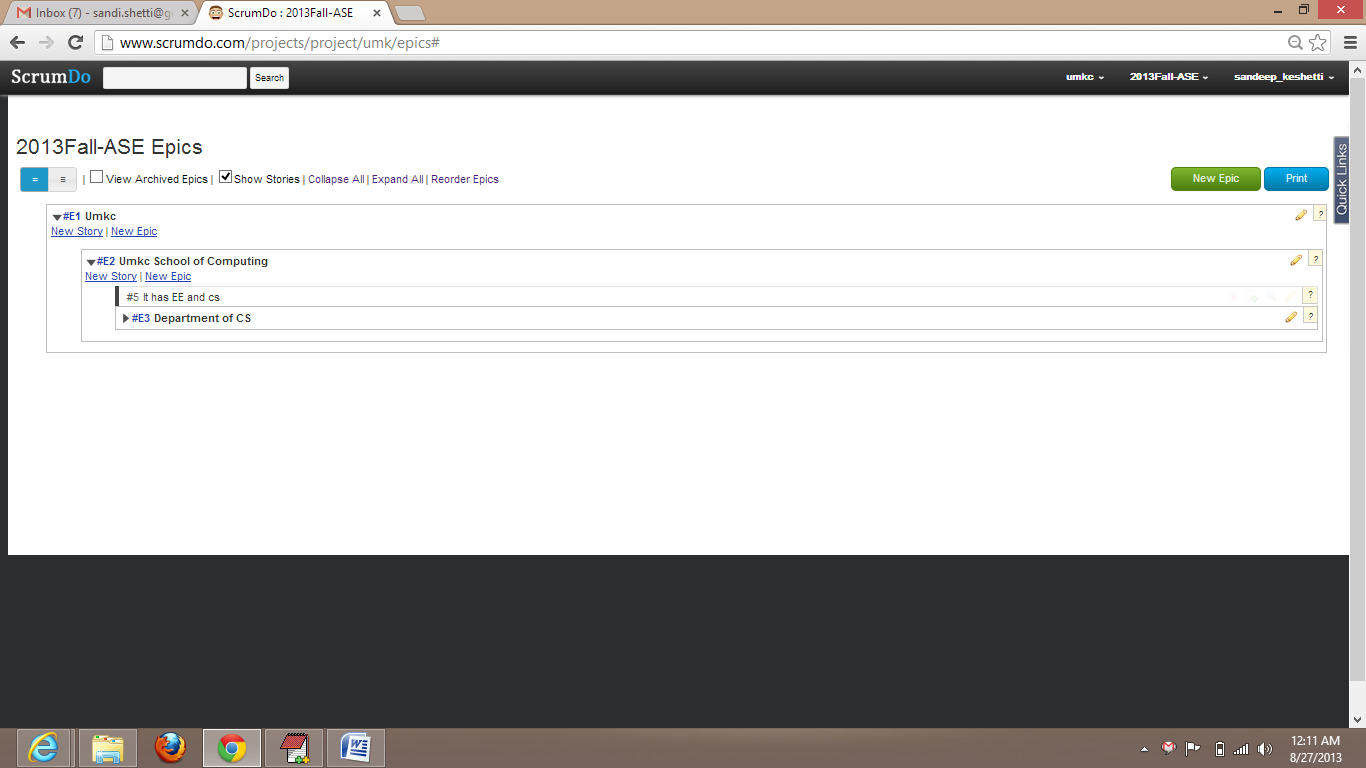 Inbox (7) - sandi.shetti@g
ScrumDo : 2013Fall-ASE
www.scrumdo.com/projects/project/umk/epics#
ScrumDo Search umkc 2013Fall-ASE sandeep_keshetti
2013Fall-ASE Epics
= ≡ | View Archived Epics | Show Stories | Collapse All | Expand All | Reorder Epics New Epic Print
Quick Links
#E1 Umkc ?
New Story | New Epic
#E2 Umkc School of Computing ?
New Story | New Epic
#5 It has EE and cs ?
#E3 Department of CS ?
12:11 AM
8/27/2013